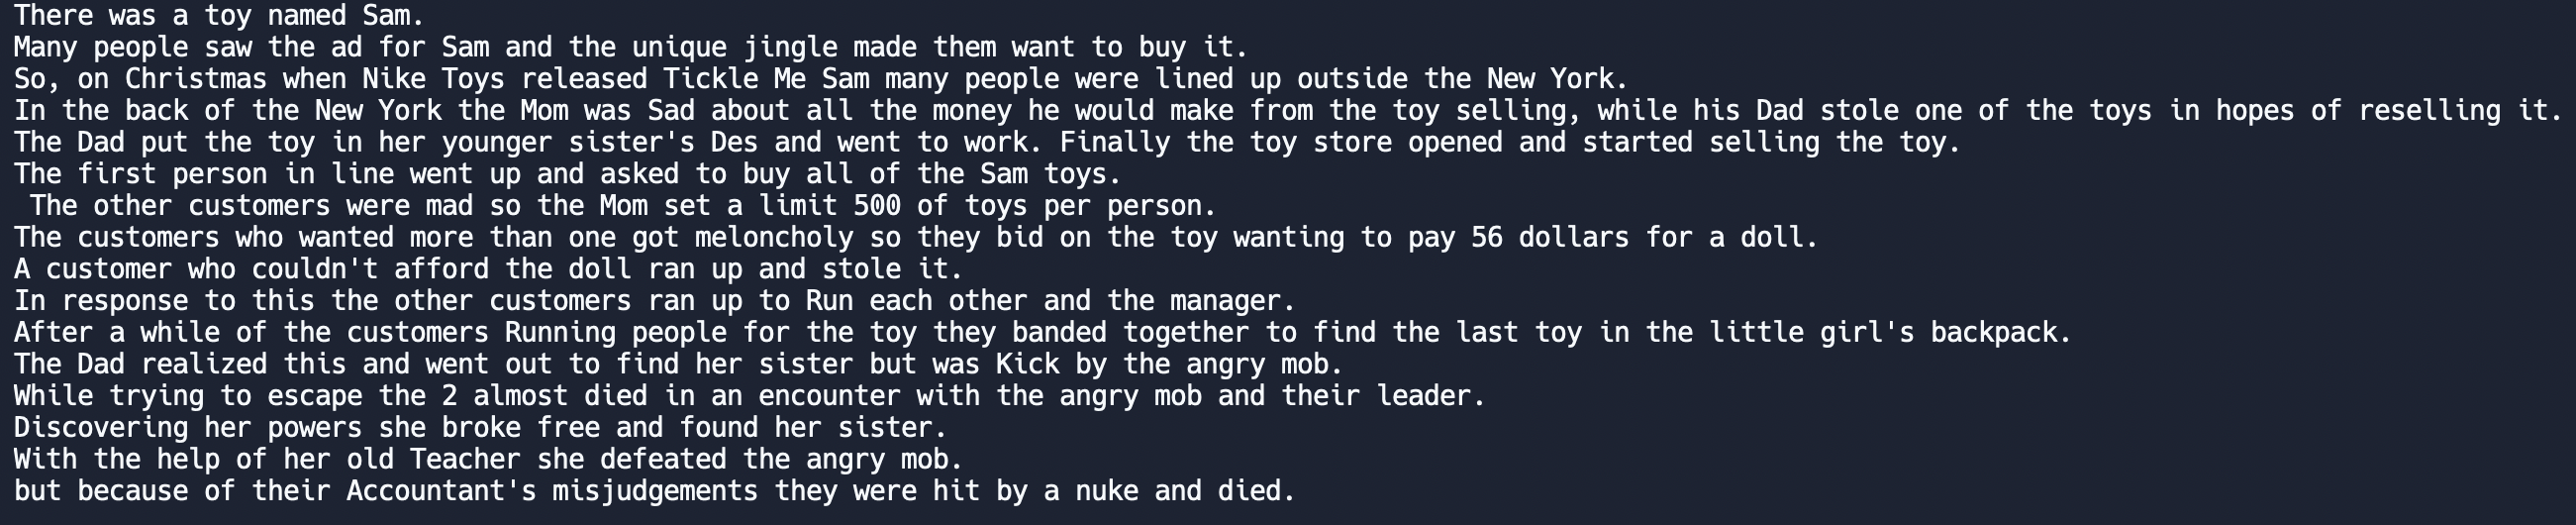 There was a toy named Sam.
Many people saw the ad for Sam and the unique jingle made them want to buy it.
So, on Christmas when Nike Toys released Tickle Me Sam many people were lined up outside the New York.
In the back of the New York the Mom was Sad about all the money he would make from the toy selling, while his Dad stole one of the toys in hopes of reselling it.
The Dad put the toy in her younger sister's Des and went to work. Finally the toy store opened and started selling the toy.
The first person in line went up and asked to buy all of the Sam toys.
 The other customers were mad so the Mom set a limit 500 of toys per person.
The customers who wanted more than one got meloncholy so they bid on the toy wanting to pay 56 dollars for a doll.
A customer who couldn't afford the doll ran up and stole it.
In response to this the other customers ran up to Run each other and the manager.
After a while of the customers Running people for the toy they banded together to find the last toy in the little girl's backpack.
The Dad realized this and went out to find her sister but was Kick by the angry mob.
While trying to escape the 2 almost died in an encounter with the angry mob and their leader.
Discovering her powers she broke free and found her sister.
With the help of her old Teacher she defeated the angry mob.
but because of their Accountant's misjudgements they were hit by a nuke and died.